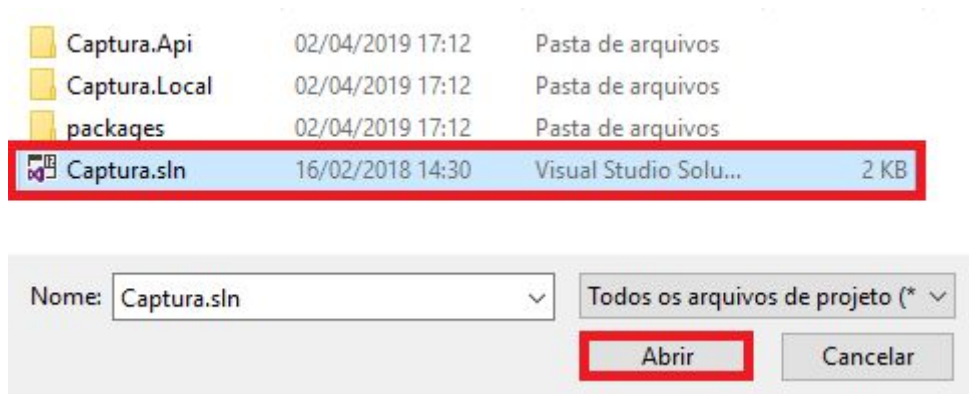 Captura.Api 02/04/2019 17:12 Pasta de arquivos
Captura.Local 02/04/2019 17:12 Pasta de arquivos
packages 02/04/2019 17:12 Pasta de arquivos
Captura.sln 16/02/2018 14:30 Visual Studio Solu... 2 KB
Nome: Captura.sln Todos os arquivos de projeto (*
Abrir Cancelar